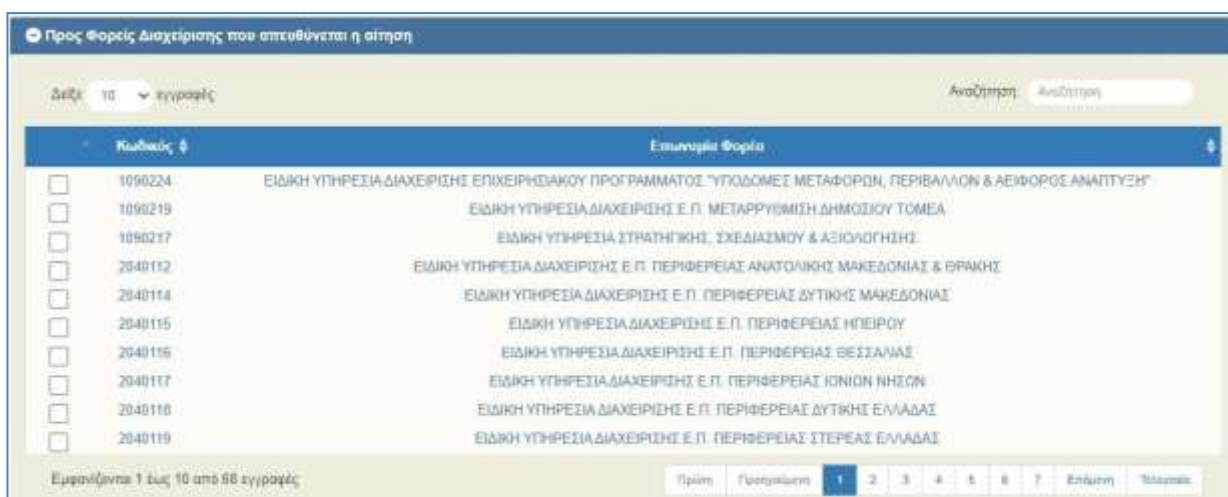 Προς Φορείς Διαχείρισης που απευθύνεται η αίτηση
Δείξε 10 εγγραφές
Αναζήτηση: Αναζήτηση
Κωδικός Επωνυμία Φορέα
1090224 ΕΙΔΙΚΗ ΥΠΗΡΕΣΙΑ ΔΙΑΧΕΙΡΙΣΗΣ ΕΠΙΧΕΙΡΗΣΙΑΚΟΥ ΠΡΟΓΡΑΜΜΑΤΟΣ "ΥΠΟΔΟΜΕΣ ΜΕΤΑΦΟΡΩΝ, ΠΕΡΙΒΑΛΛΟΝ & ΑΕΙΦΟΡΟΣ ΑΝΑΠΤΥΞΗ"
1090219 ΕΙΔΙΚΗ ΥΠΗΡΕΣΙΑ ΔΙΑΧΕΙΡΙΣΗΣ Ε.Π. ΜΕΤΑΡΡΥΘΜΙΣΗ ΔΗΜΟΣΙΟΥ ΤΟΜΕΑ
1090217 ΕΙΔΙΚΗ ΥΠΗΡΕΣΙΑ ΣΤΡΑΤΗΓΙΚΗΣ, ΣΧΕΔΙΑΣΜΟΥ & ΑΞΙΟΛΟΓΗΣΗΣ
2040112 ΕΙΔΙΚΗ ΥΠΗΡΕΣΙΑ ΔΙΑΧΕΙΡΙΣΗΣ Ε.Π. ΠΕΡΙΦΕΡΕΙΑΣ ΑΝΑΤΟΛΙΚΗΣ ΜΑΚΕΔΟΝΙΑΣ & ΘΡΑΚΗΣ
2040114 ΕΙΔΙΚΗ ΥΠΗΡΕΣΙΑ ΔΙΑΧΕΙΡΙΣΗΣ Ε.Π. ΠΕΡΙΦΕΡΕΙΑΣ ΔΥΤΙΚΗΣ ΜΑΚΕΔΟΝΙΑΣ
2040115 ΕΙΔΙΚΗ ΥΠΗΡΕΣΙΑ ΔΙΑΧΕΙΡΙΣΗΣ Ε.Π. ΠΕΡΙΦΕΡΕΙΑΣ ΗΠΕΙΡΟΥ
2040116 ΕΙΔΙΚΗ ΥΠΗΡΕΣΙΑ ΔΙΑΧΕΙΡΙΣΗΣ Ε.Π. ΠΕΡΙΦΕΡΕΙΑΣ ΘΕΣΣΑΛΙΑΣ
2040117 ΕΙΔΙΚΗ ΥΠΗΡΕΣΙΑ ΔΙΑΧΕΙΡΙΣΗΣ Ε.Π. ΠΕΡΙΦΕΡΕΙΑΣ ΙΟΝΙΩΝ ΝΗΣΩΝ
2040118 ΕΙΔΙΚΗ ΥΠΗΡΕΣΙΑ ΔΙΑΧΕΙΡΙΣΗΣ Ε.Π. ΠΕΡΙΦΕΡΕΙΑΣ ΔΥΤΙΚΗΣ ΕΛΛΑΔΑΣ
2040119 ΕΙΔΙΚΗ ΥΠΗΡΕΣΙΑ ΔΙΑΧΕΙΡΙΣΗΣ Ε.Π. ΠΕΡΙΦΕΡΕΙΑΣ ΣΤΕΡΕΑΣ ΕΛΛΑΔΑΣ
Εμφανίζονται 1 έως 10 από 68 εγγραφές
Πρώτη Προηγούμενη 1 2 3 4 5 6 7 Επόμενη Τελευταία